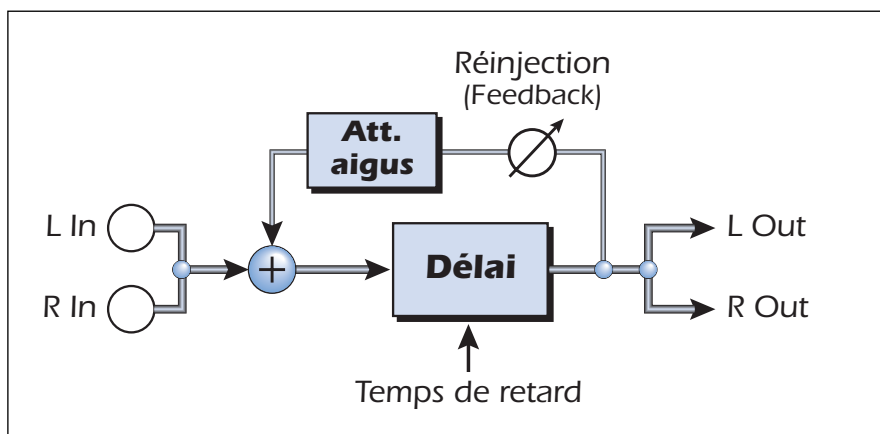 Réinjection
(Feedback)
Att.
aigus
L In
R In
+
Délai
L Out
R Out
Temps de retard